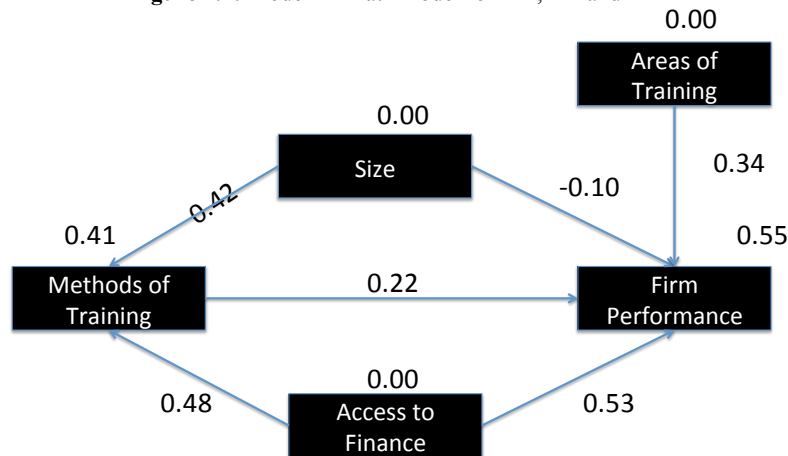 0.00
Areas of
Training
0.00
Size
0.34
-0.10
0.42
0.41
0.55
Methods of
Training
0.22
Firm
Performance
0.00
0.48
0.53
Access to
Finance